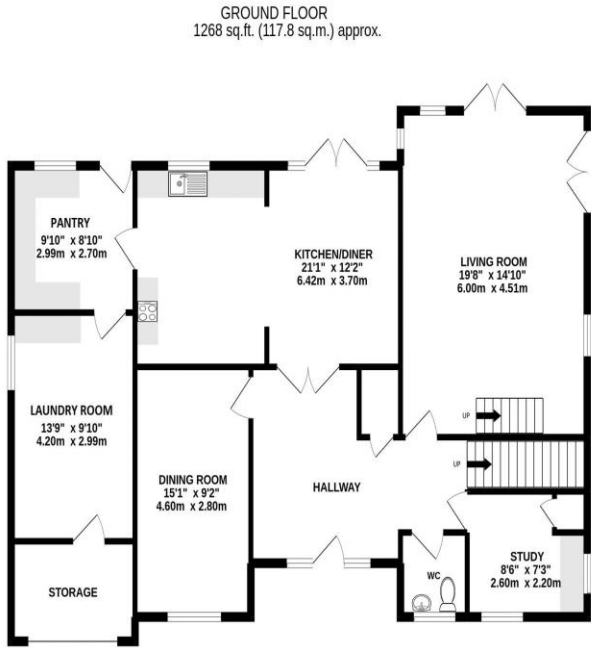 GROUND FLOOR
1268 sq.ft. (117.8 sq.m.) approx.
PANTRY
9'10" x 8'10"
2.99m x 2.70m
KITCHEN/DINER
21'1" x 12'2"
6.42m x 3.70m
LIVING ROOM
19'8" x 14'10"
6.00m x 4.51m
UP
LAUNDRY ROOM
13'9" x 9'10"
4.20m x 2.99m
DINING ROOM
15'1" x 9'2"
4.60m x 2.80m
HALLWAY
UP
STORAGE
WC
STUDY
8'6" x 7'3"
2.60m x 2.20m